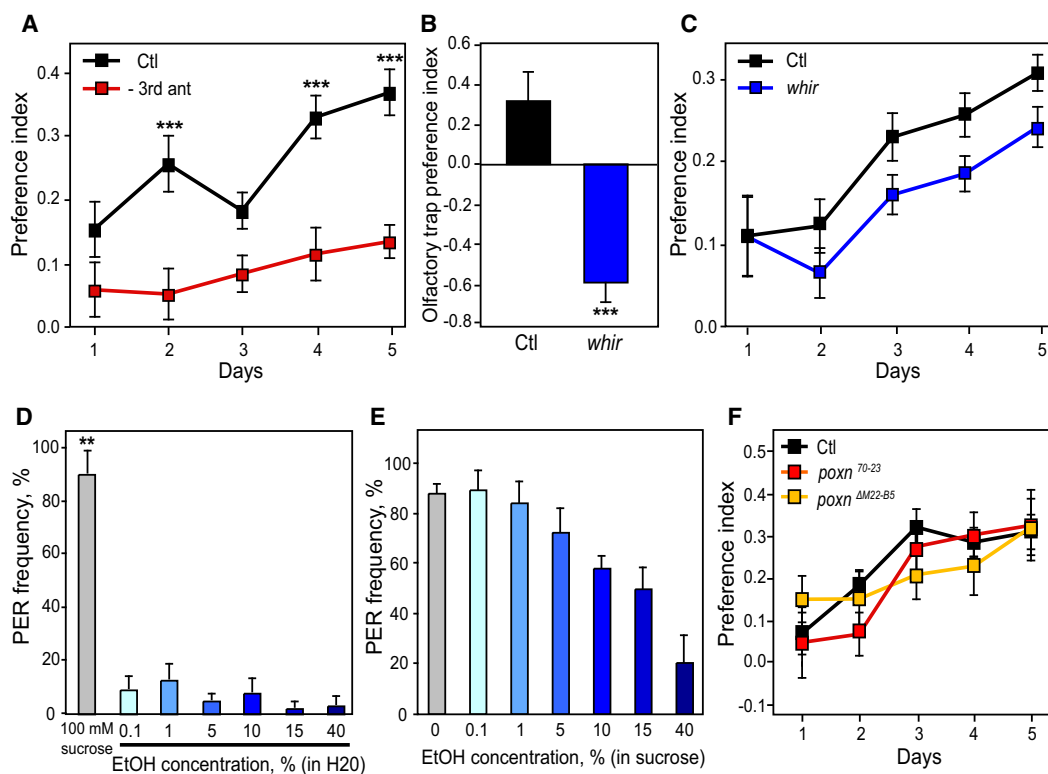 A
Ctl
- 3rd ant
***
***
***
Preference index
0.4
0.3
0.2
0.1
0.0
1 2 3 4 5
Days
B
Olfactory trap preference index
0.6
0.4
0.2
0.0
-0.2
-0.4
-0.6
-0.8
***
Ctl whir
C
Ctl
whir
Preference index
0.3
0.2
0.1
0.0
1 2 3 4 5
Days
D
PER frequency, %
100
80
60
40
20
0
**
100 mM sucrose 0.1 1 5 10 15 40
EtOH concentration, % (in H20)
E
PER frequency, %
100
80
60
40
20
0
0 0.1 1 5 10 15 40
EtOH concentration, % (in sucrose)
F
Ctl
poxn 70-23
poxn ΔM22-B5
Preference index
0.5
0.4
0.3
0.2
0.1
0.0
-0.1
1 2 3 4 5
Days